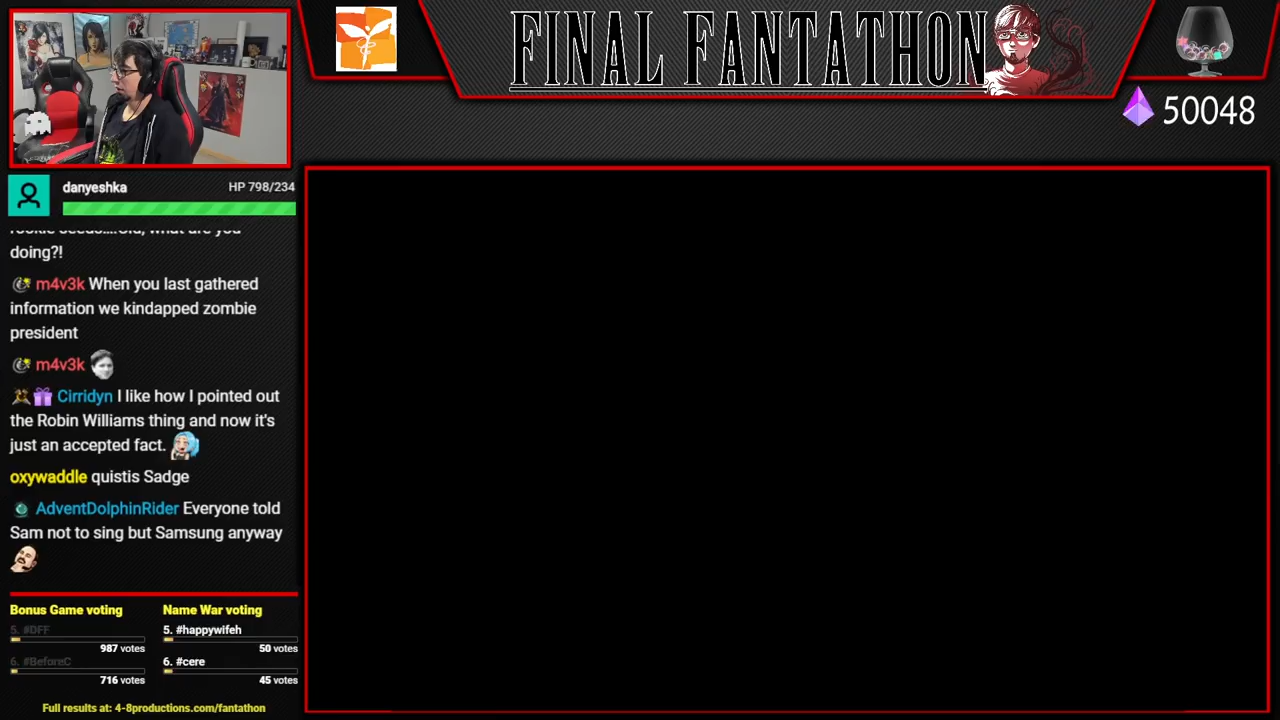 FINAL FANTATHON
50048
danyeshka
HP 798/234
doing?!
m4v3k When you last gathered
information we kindapped zombie
president
m4v3k
Cirridyn I like how I pointed out
the Robin Williams thing and now it's
just an accepted fact.
oxywaddle quistis Sadge
AdventDolphinRider Everyone told
Sam not to sing but Samsung anyway
Bonus Game voting
5. #DFF
987 votes
6. #BeforeC
716 votes
Name War voting
5. #happywifeh
50 votes
6. #cere
45 votes
Full results at: 4-8productions.com/fantathon